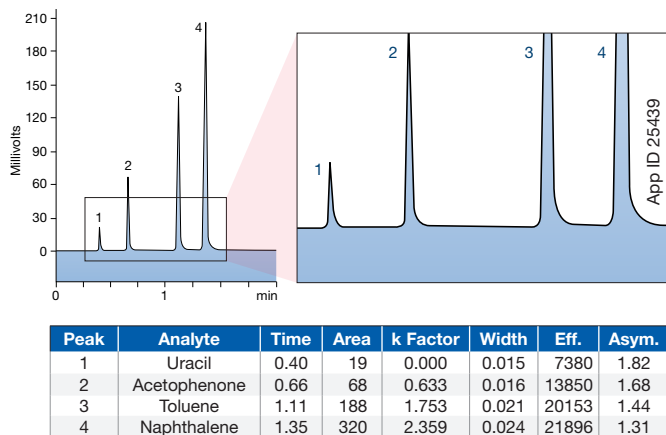 210
180
150
120
90
60
30
0
Millivolts
1
2
3
4
0
1
min
1
2
3
4
App ID 25439
Peak Analyte Time Area k Factor Width Eff. Asym.
1 Uracil 0.40 19 0.000 0.015 7380 1.82
2 Acetophenone 0.66 68 0.633 0.016 13850 1.68
3 Toluene 1.11 188 1.753 0.021 20153 1.44
4 Naphthalene 1.35 320 2.359 0.024 21896 1.31